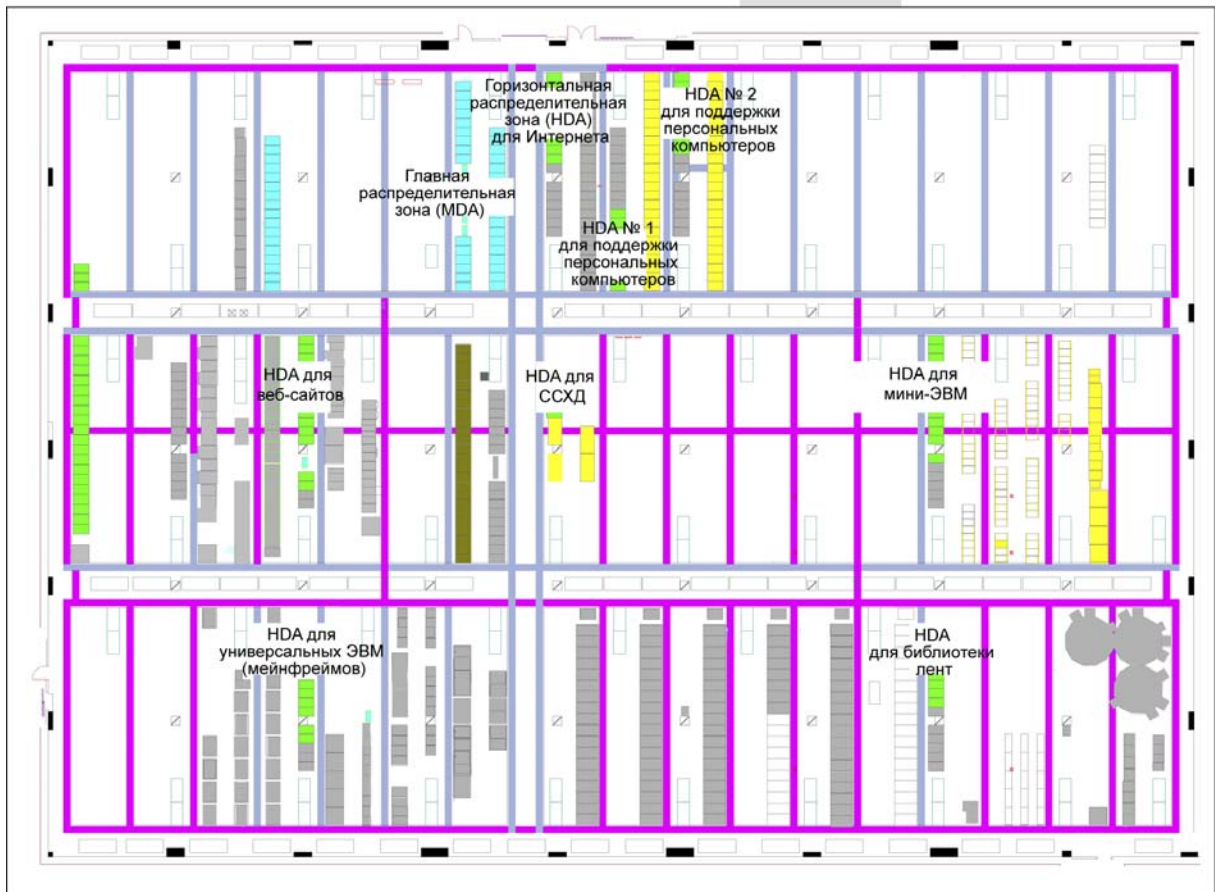 Горизонтальная
распределительная
зона (HDA)
для Интернета
HDA № 2
для поддержки
персональных
компьютеров
Главная
распределительная
зона (MDA)
HDA № 1
для поддержки
персональных
компьютеров
HDA для
веб-сайтов
HDA для
ССХД
HDA для
мини-ЭВМ
HDA для
универсальных ЭВМ
(мейнфреймов)
HDA
для библиотеки
лент